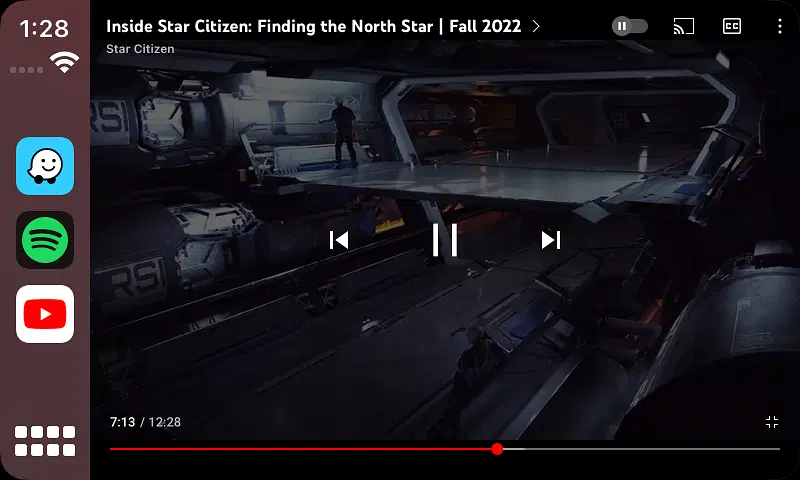 1:28
Inside Star Citizen: Finding the North Star | Fall 2022
Star Citizen
CC
RSI
RSI
7:13 / 12:28